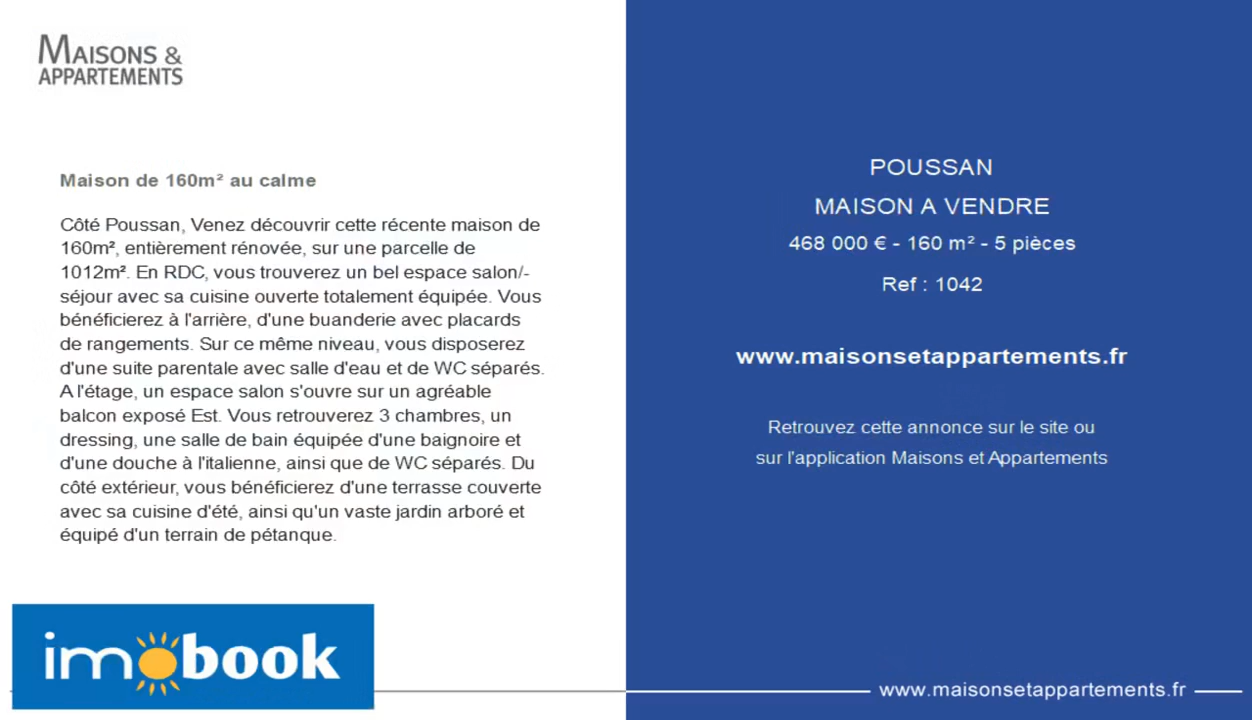 MAISONS &
APPARTEMENTS
Maison de 160m² au calme
Côté Poussan, Venez découvrir cette récente maison de
160m², entièrement rénovée, sur une parcelle de
1012m². En RDC, vous trouverez un bel espace salon/-
séjour avec sa cuisine ouverte totalement équipée. Vous
bénéficierez à l'arrière, d'une buanderie avec placards
de rangements. Sur ce même niveau, vous disposerez
d'une suite parentale avec salle d'eau et de WC séparés.
A l'étage, un espace salon s'ouvre sur un agréable
balcon exposé Est. Vous retrouverez 3 chambres, un
dressing, une salle de bain équipée d'une baignoire et
d'une douche à l'italienne, ainsi que de WC séparés. Du
côté extérieur, vous bénéficierez d'une terrasse couverte
avec sa cuisine d'été, ainsi qu'un vaste jardin arboré et
équipé d'un terrain de pétanque.
imobook
POUSSAN
MAISON A VENDRE
468 000 € - 160 m² - 5 pièces
Ref : 1042
www.maisonsetappartements.fr
Retrouvez cette annonce sur le site ou
sur l'application Maisons et Appartements
www.maisonsetappartements.fr